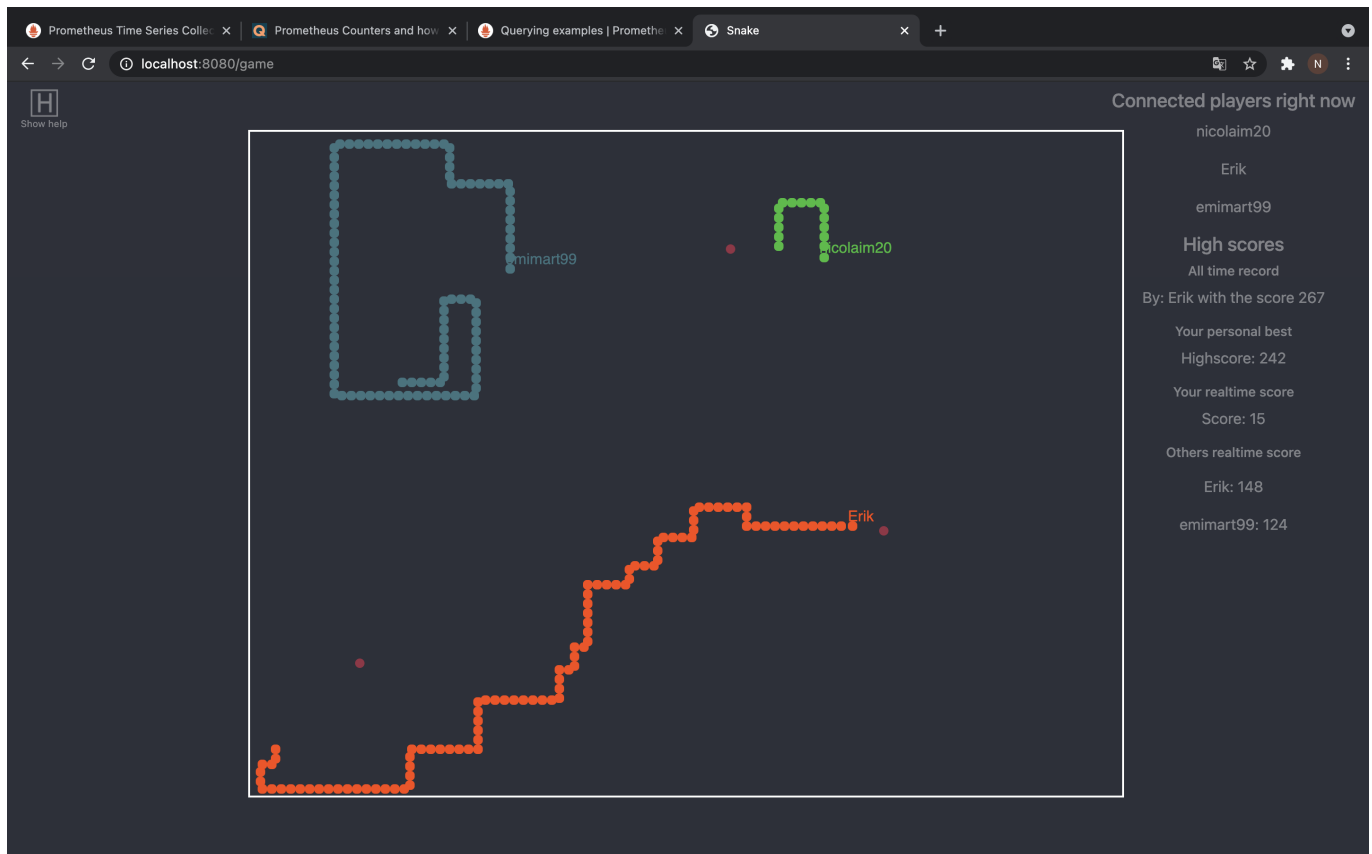 Prometheus Time Series Collec
Prometheus Counters and how
Querying examples | Promethe
Snake
localhost:8080/game
N
H
Show help
Connected players right now
nicolaim20
Erik
emimart99
High scores
All time record
By: Erik with the score 267
Your personal best
Highscore: 242
Your realtime score
Score: 15
Others realtime score
Erik: 148
emimart99: 124
mimart99
icolaim20
Erik